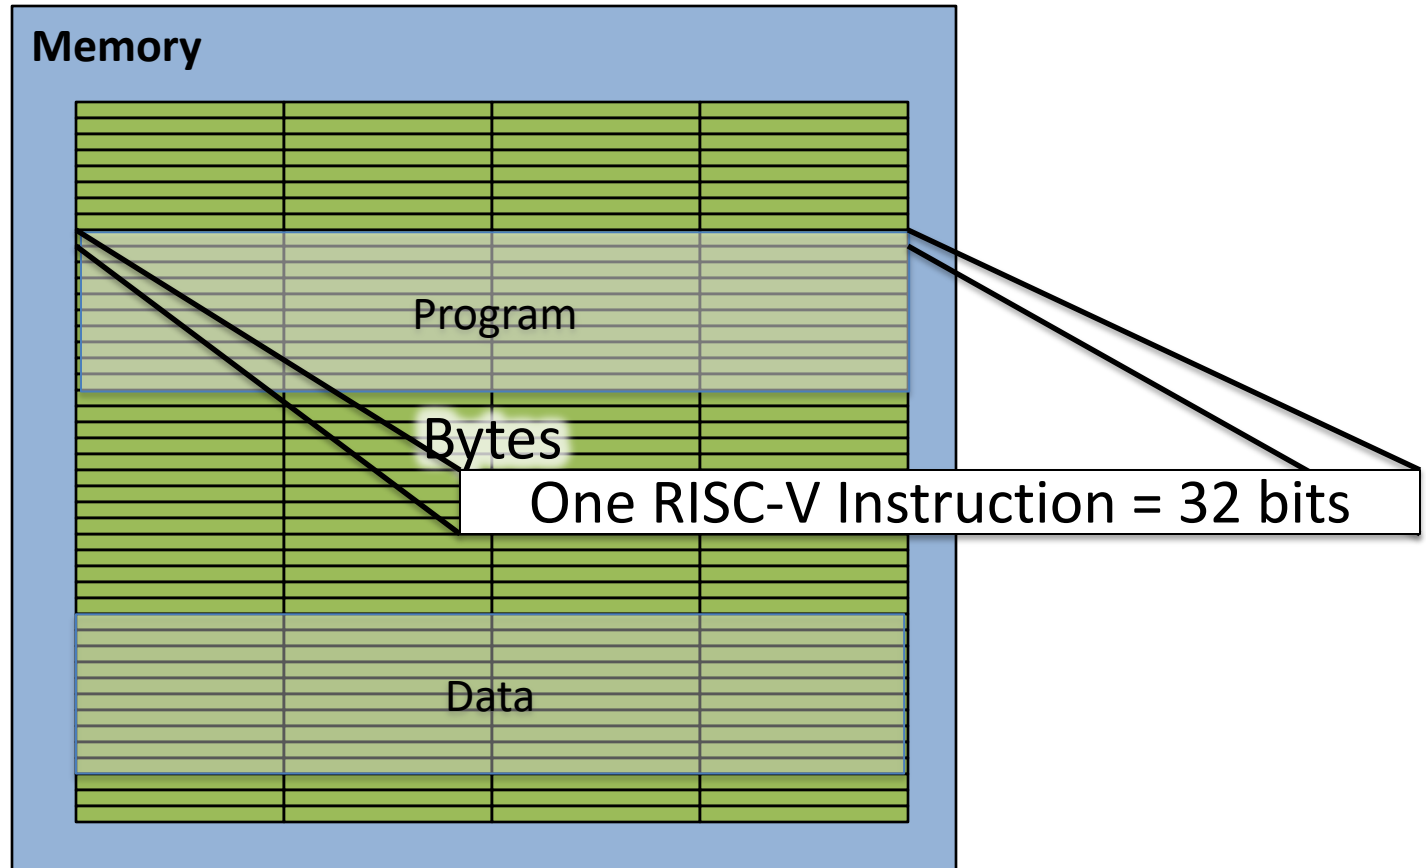 Memory
Program
Bytes
One RISC-V Instruction = 32 bits
Data